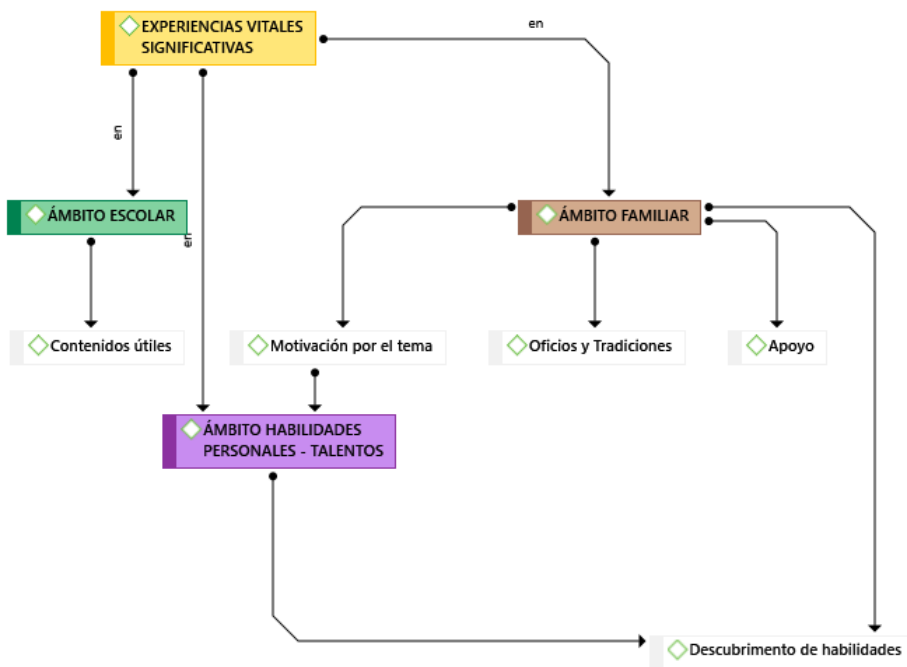 EXPERIENCIAS VITALES
SIGNIFICATIVAS
en
en
en
ÁMBITO ESCOLAR
ÁMBITO FAMILIAR
Contenidos útiles
Motivación por el tema
Oficios y Tradiciones
Apoyo
ÁMBITO HABILIDADES
PERSONALES - TALENTOS
Descubrimento de habilidades